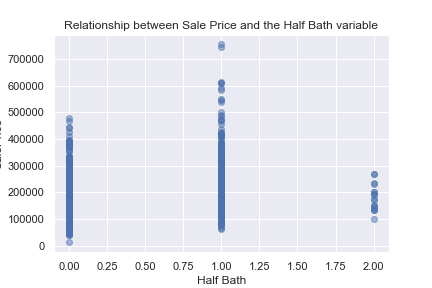 Relationship between Sale Price and the Half Bath variable
700000
600000
500000
400000
300000
200000
100000
0
0.00 0.25 0.50 0.75 1.00 1.25 1.50 1.75 2.00
Half Bath